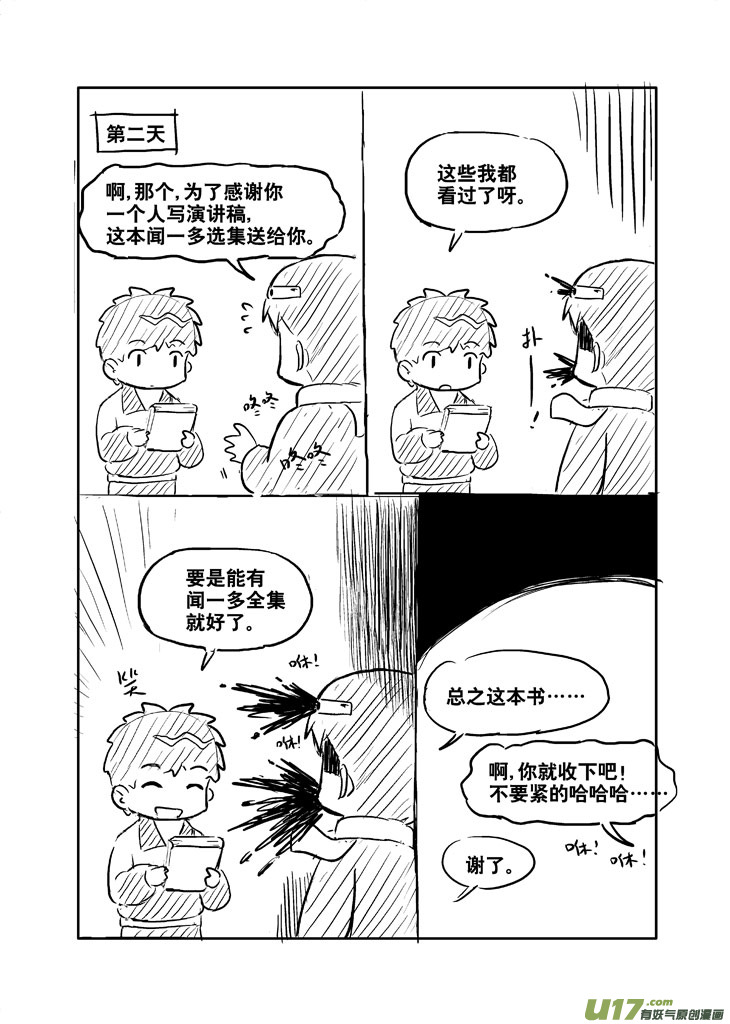 第二天
啊,那个,为了感谢你
一个人写演讲稿,
这本闻一多选集送给你。
咚咚
咚咚
这些我都
看过了呀。
扑
——!
要是能有
闻一多全集
就好了。
笑
咻!
咻!
咻!
总之这本书……
啊,你就收下吧!
不要紧的哈哈哈……
咻!
咻!
谢了。
U17.com
有妖气原创漫画